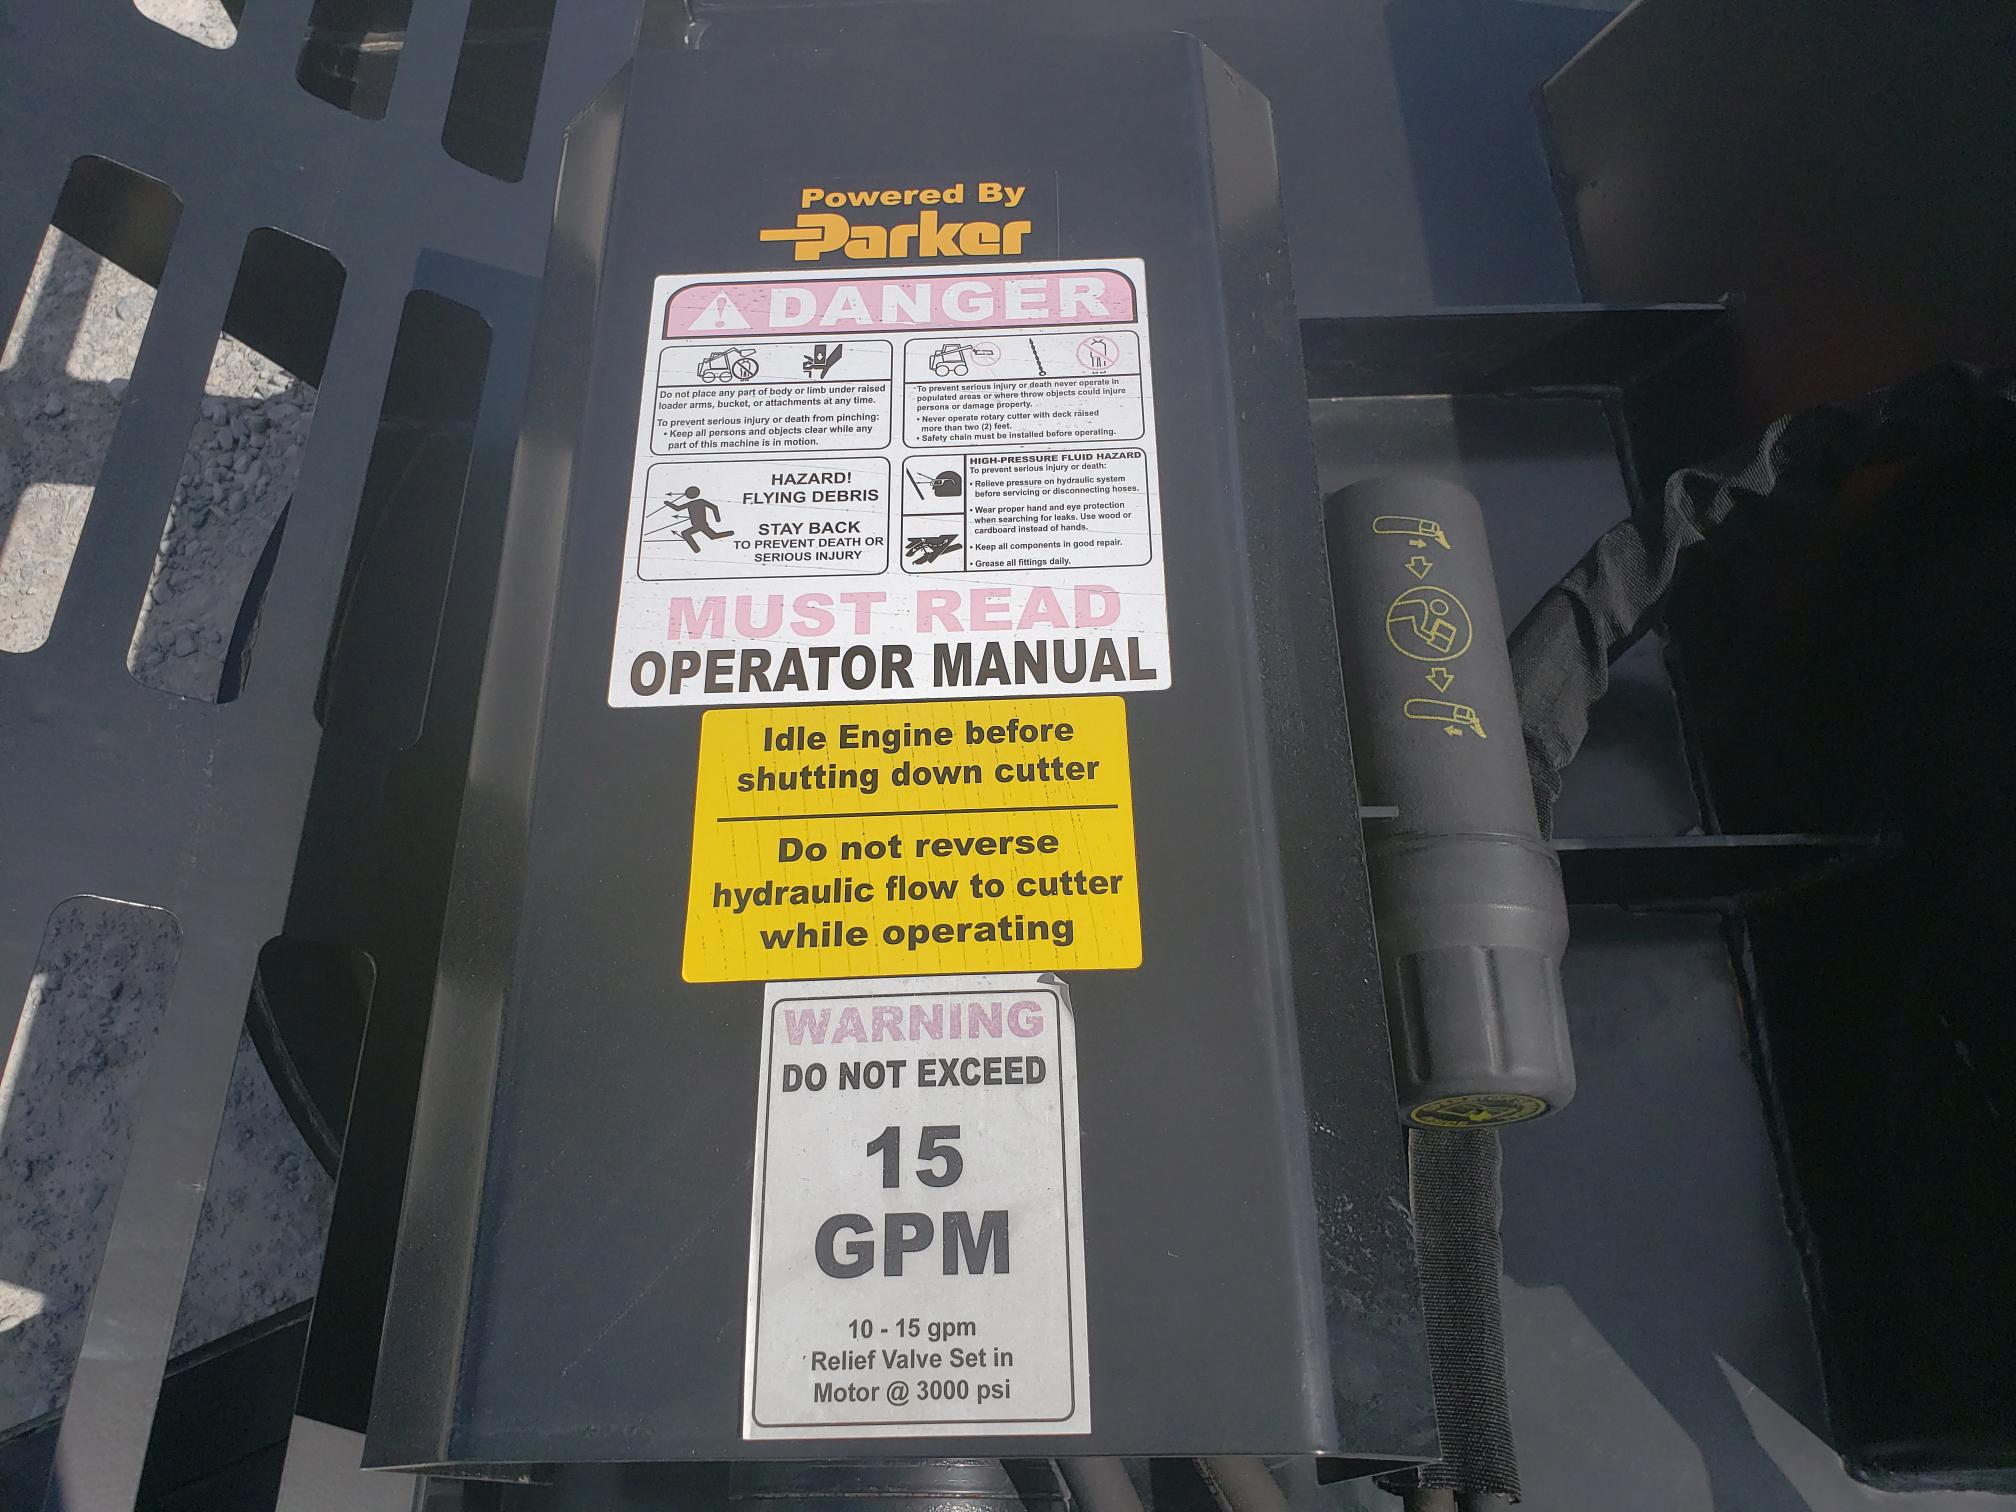 Powered By
Parker
DANGER
Do not place any part of body or limb under raised
loader arms, bucket, or attachments at any time.
To prevent serious injury or death from pinching:
• Keep all persons and objects clear while any
part of this machine is in motion.
To prevent serious injury or death never operate in
populated areas or where throw objects could injure
persons or damage property.
• Never operate rotary cutter with deck raised
more than two (2) feet.
• Safety chain must be installed before operating.
HAZARD!
FLYING DEBRIS
STAY BACK
TO PREVENT DEATH OR
SERIOUS INJURY
HIGH-PRESSURE FLUID HAZARD
To prevent serious injury or death:
• Relieve pressure on hydraulic system
before servicing or disconnecting hoses.
• Wear proper hand and eye protection
when searching for leaks. Use wood or
cardboard instead of hands.
• Keep all components in good repair.
• Grease all fittings daily.
MUST READ
OPERATOR MANUAL
Idle Engine before
shutting down cutter
Do not reverse
hydraulic flow to cutter
while operating
WARNING
DO NOT EXCEED
15
GPM
10 - 15 gpm
Relief Valve Set in
Motor @ 3000 psi